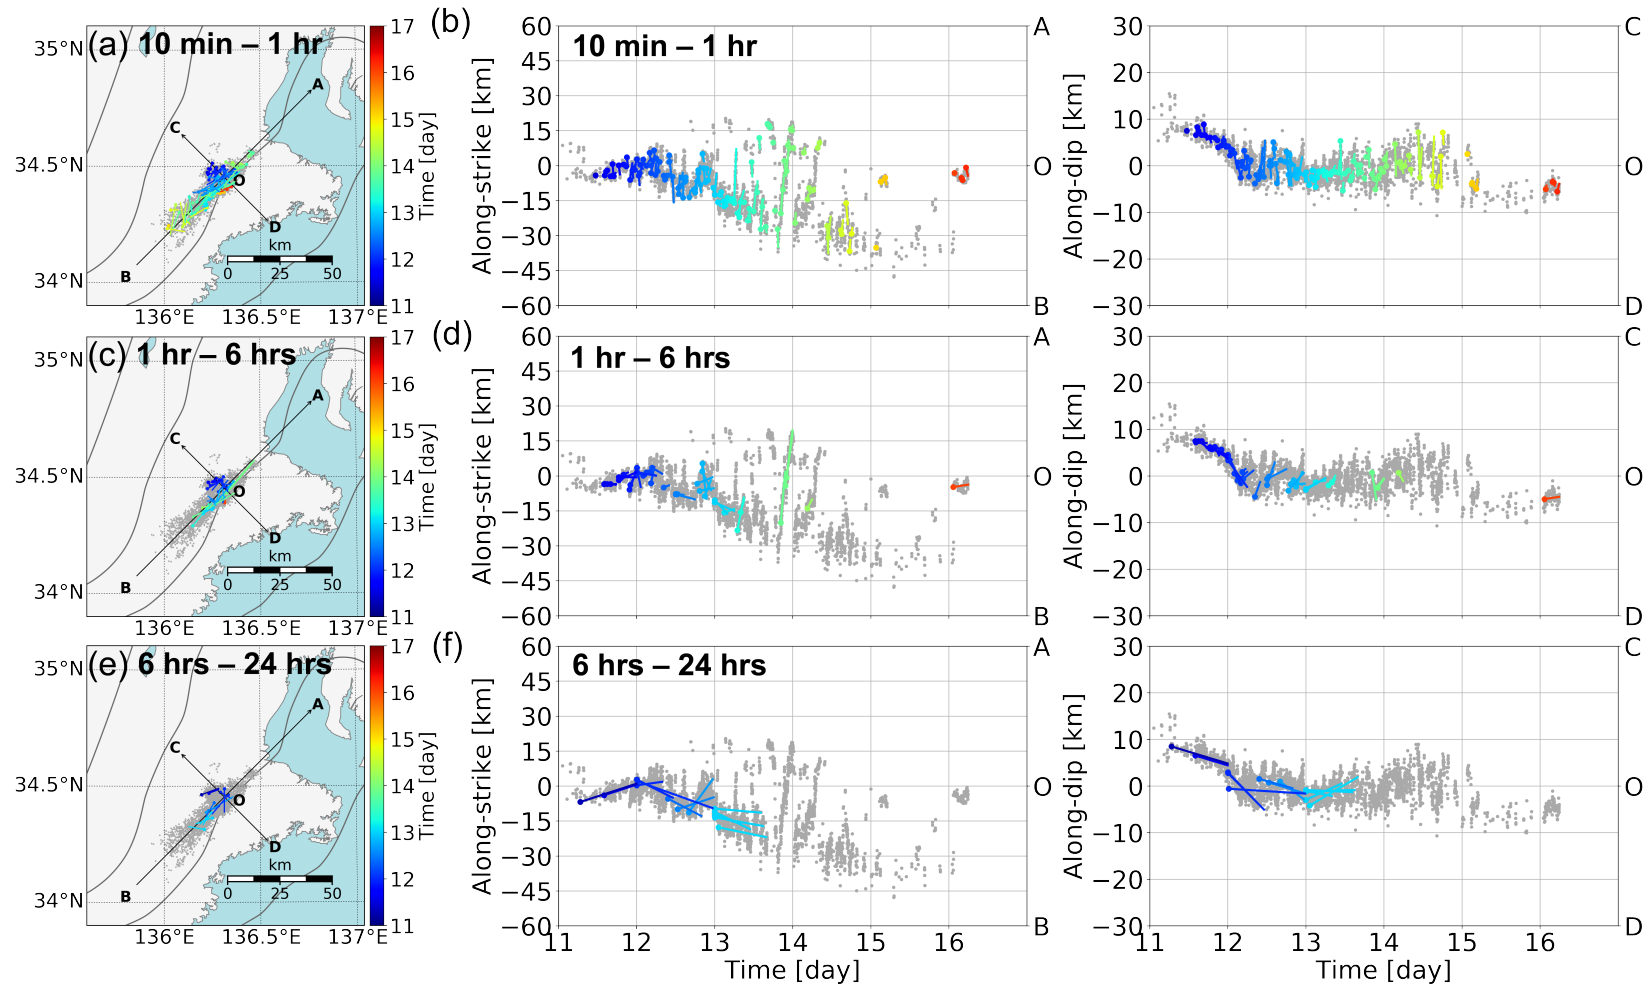 (a) 10 min – 1 hr
35°N
34.5°N
34°N
136°E 136.5°E 137°E
A
C
O
D
B
km
0 25 50
17
16
15
14
13
12
11
Time [day]
(b)
10 min – 1 hr
60
45
30
15
0
−15
−30
−45
−60
Along-strike [km]
A
O
B
30
20
10
0
−10
−20
−30
Along-dip [km]
C
O
D
(c) 1 hr – 6 hrs
35°N
34.5°N
34°N
136°E 136.5°E 137°E
A
C
O
D
B
km
0 25 50
17
16
15
14
13
12
11
Time [day]
(d)
1 hr – 6 hrs
60
45
30
15
0
−15
−30
−45
−60
Along-strike [km]
A
O
B
30
20
10
0
−10
−20
−30
Along-dip [km]
C
O
D
(e) 6 hrs – 24 hrs
35°N
34.5°N
34°N
136°E 136.5°E 137°E
A
C
O
D
B
km
0 25 50
17
16
15
14
13
12
11
Time [day]
(f)
6 hrs – 24 hrs
60
45
30
15
0
−15
−30
−45
−60
Along-strike [km]
A
O
B
11 12 13 14 15 16
Time [day]
30
20
10
0
−10
−20
−30
Along-dip [km]
C
O
D
11 12 13 14 15 16
Time [day]